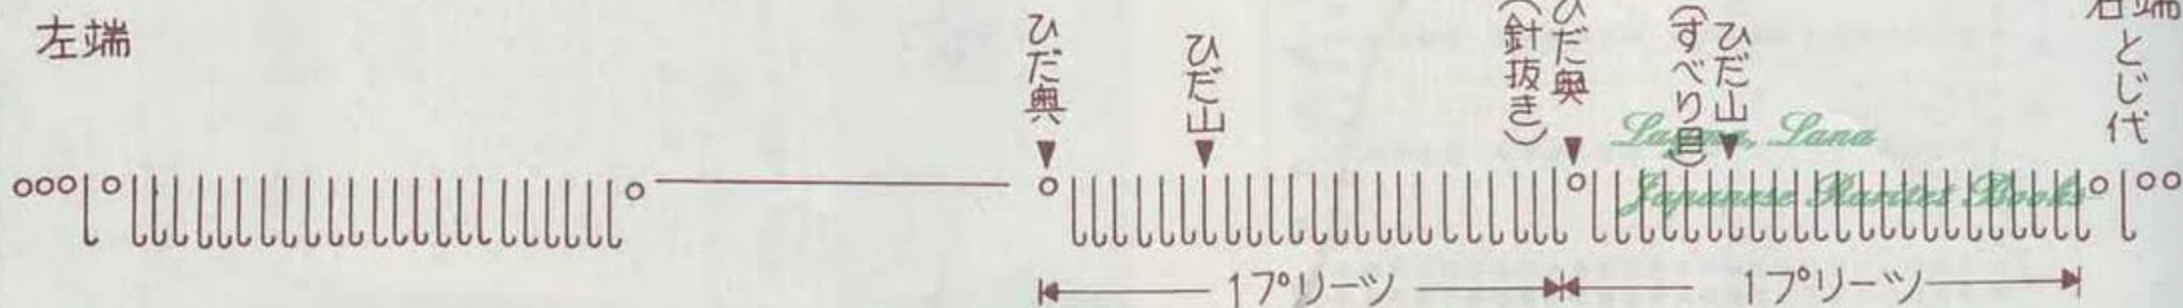 左端
ひだ奥
ひだ山
ひだ奥
(針抜き)
ひだ山
(すべり目)
右端
とじ代
Laguna, Lana
Japanese Rarities Books
1プリーツ
1プリーツ